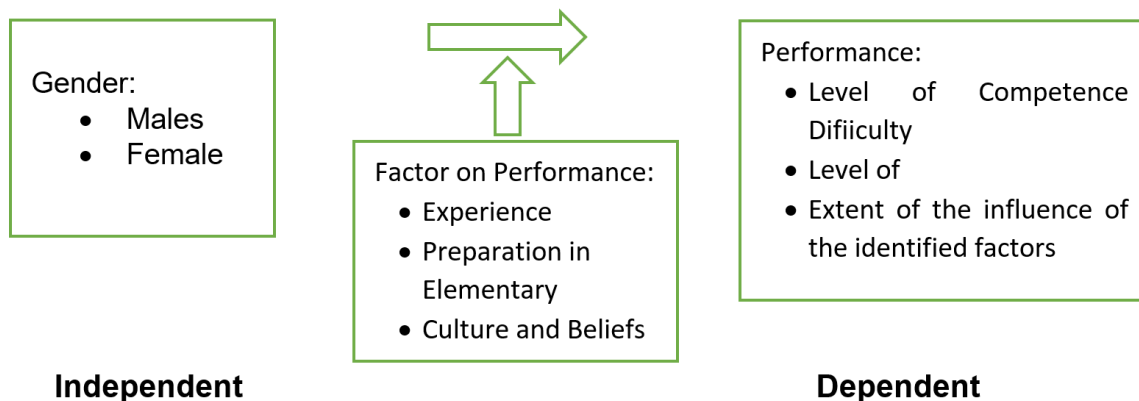 Gender:
• Males
• Female
Factor on Performance:
• Experience
• Preparation in
Elementary
• Culture and Beliefs
Performance:
• Level of Competence
Difiiculty
• Level of
• Extent of the influence of
the identified factors
Independent
Dependent